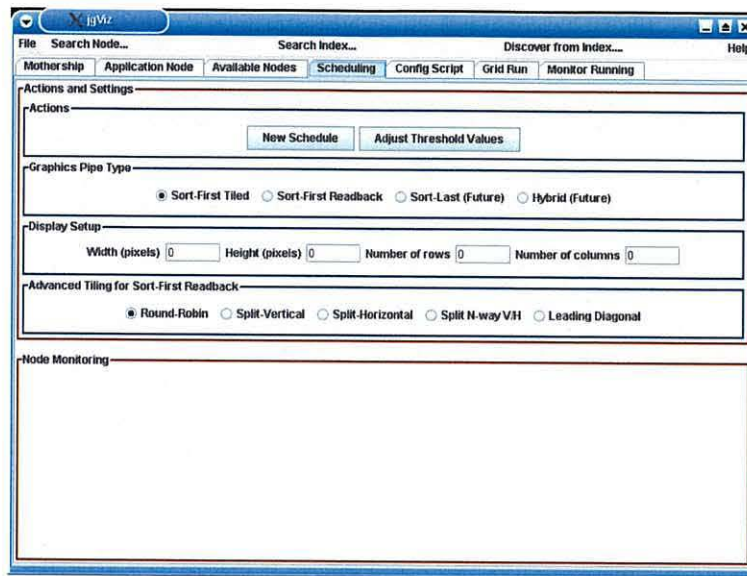 jgViz
File Search Node... Search Index... Discover from Index.... Help
Mothership Application Node Available Nodes Scheduling Config Script Grid Run Monitor Running
Actions and Settings
Actions
New Schedule Adjust Threshold Values
Graphics Pipe Type
Sort-First Tiled Sort-First Readback Sort-Last (Future) Hybrid (Future)
Display Setup
Width (pixels) 0 Height (pixels) 0 Number of rows 0 Number of columns 0
Advanced Tiling for Sort-First Readback
Round-Robin Split-Vertical Split-Horizontal Split N-way V/H Leading Diagonal
Node Monitoring